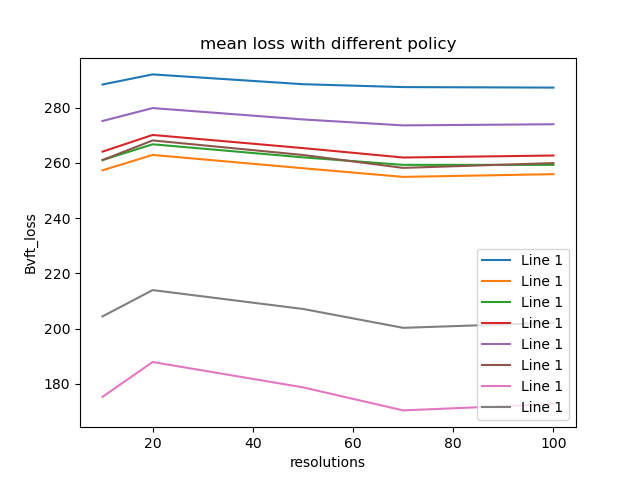 mean loss with different policy
Bvft_loss
280
260
240
220
200
180
Line 1
Line 1
Line 1
Line 1
Line 1
Line 1
Line 1
Line 1
20 40 60 80 100
resolutions